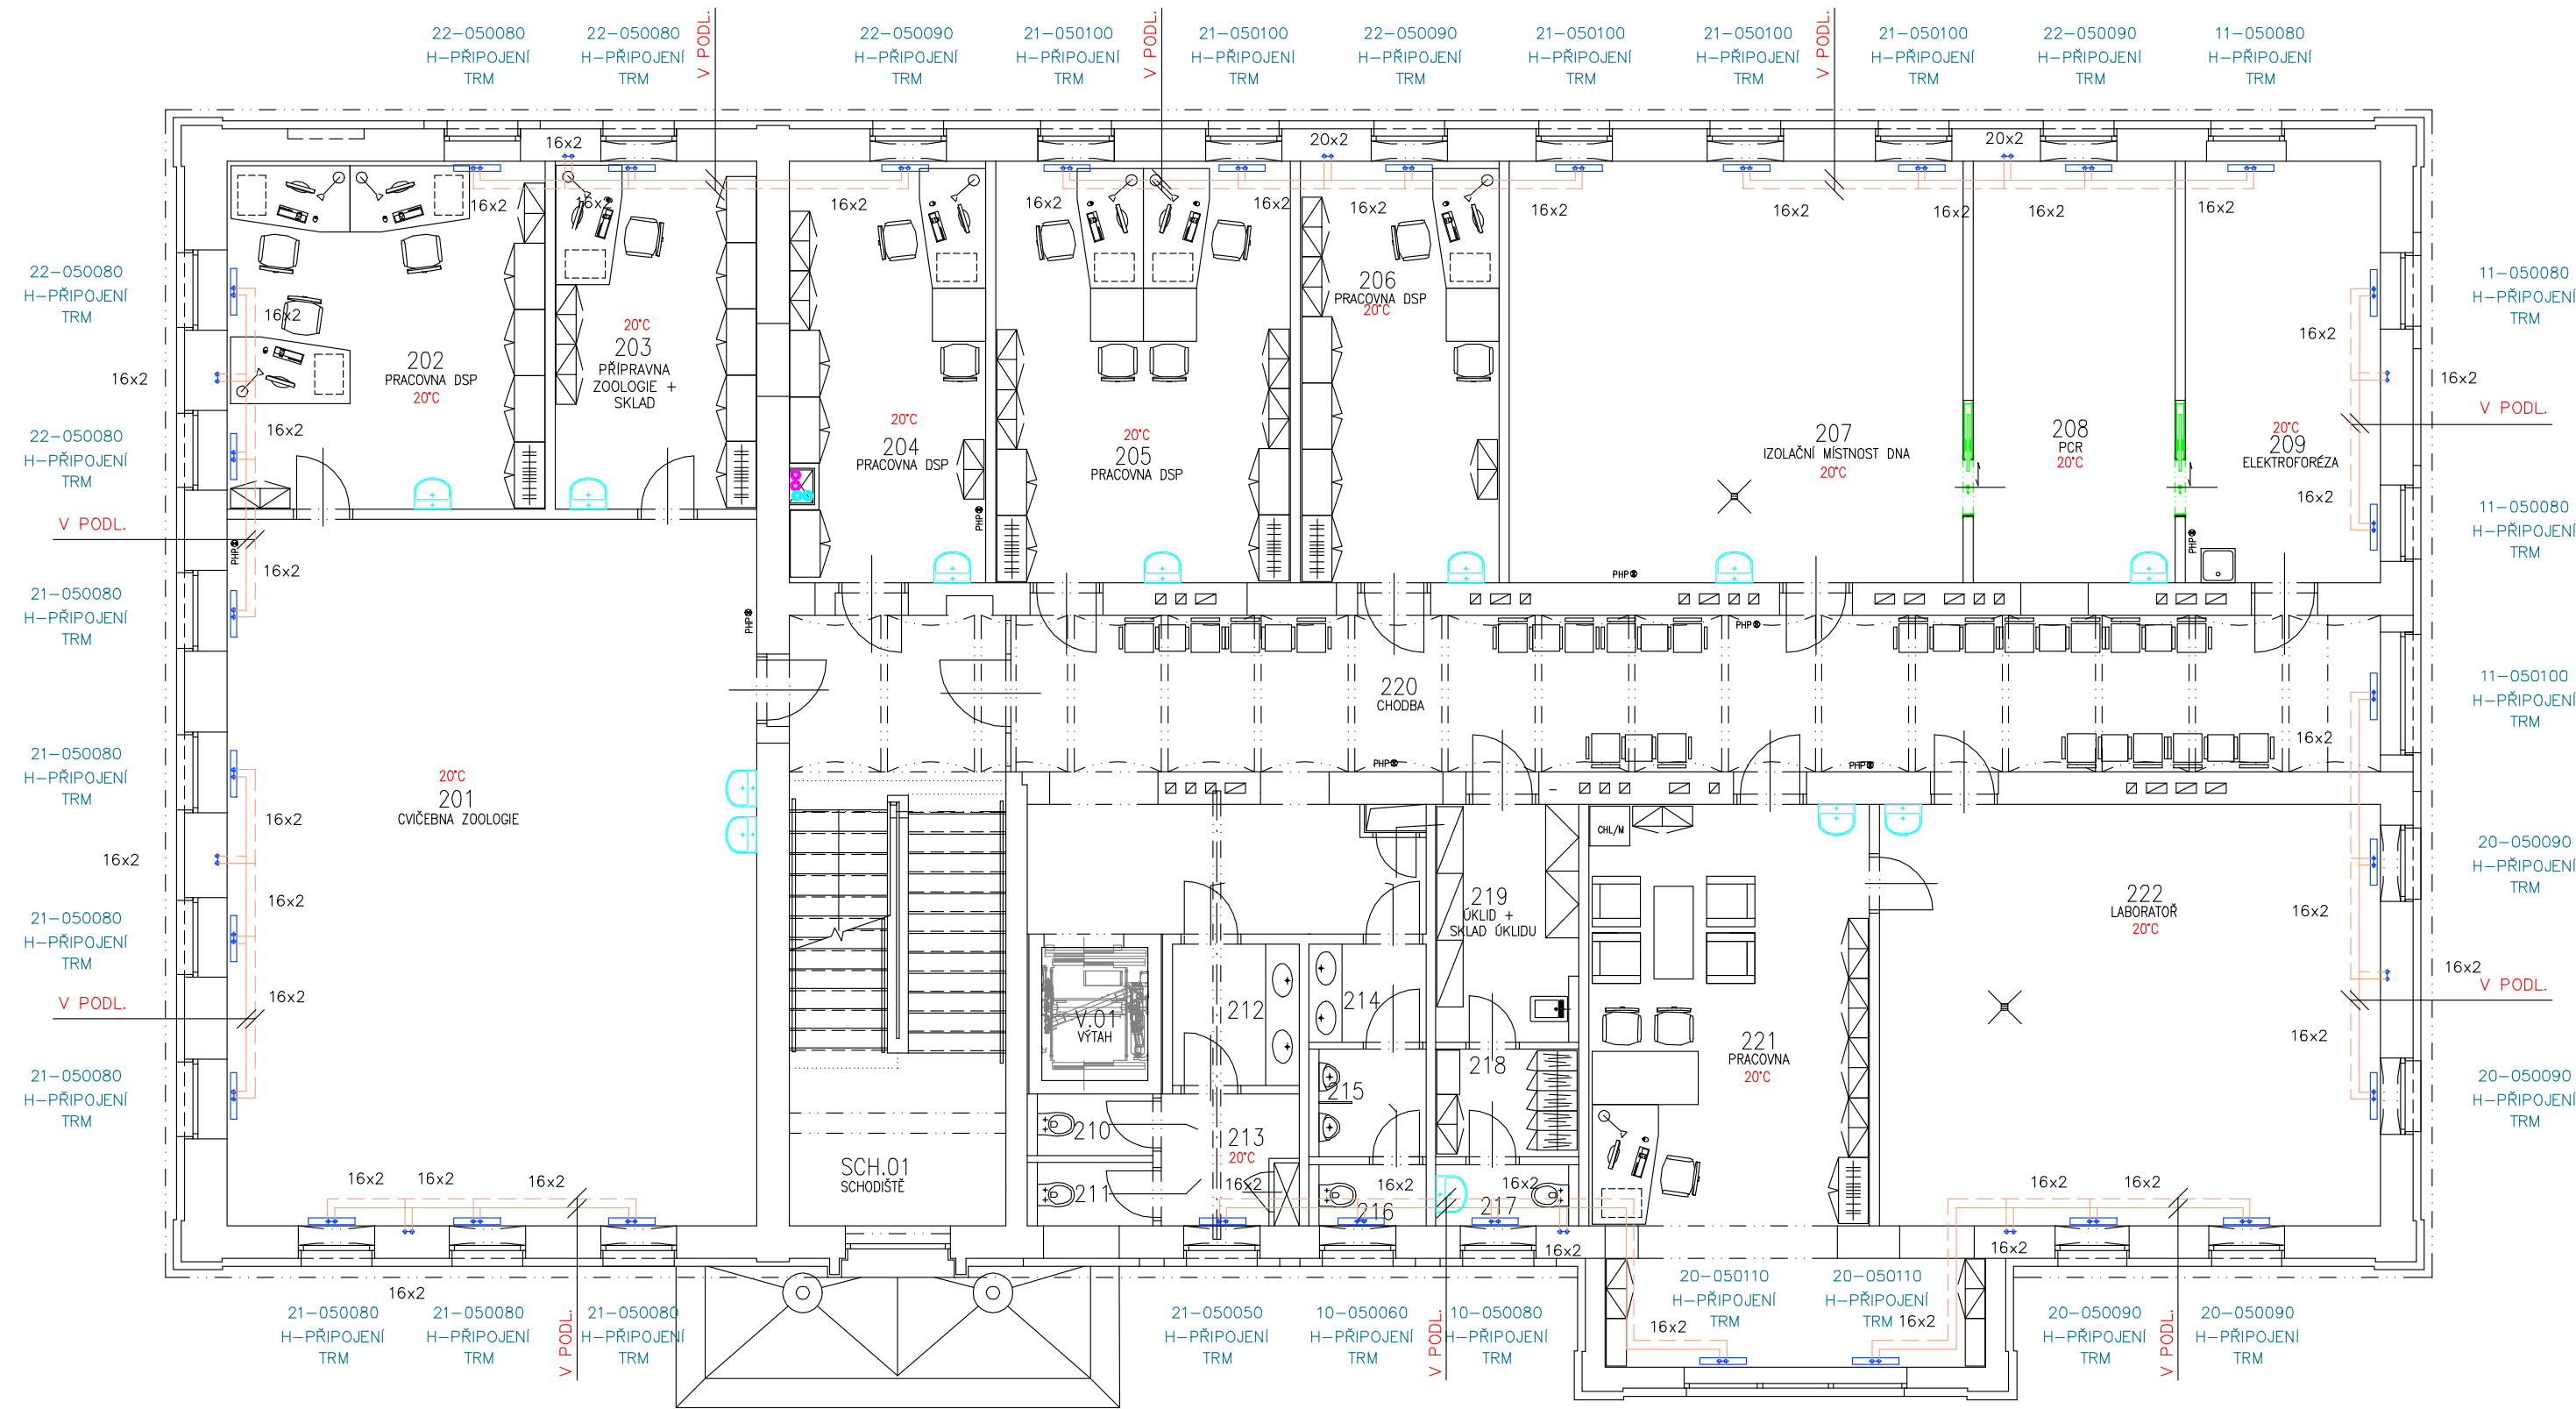 22-050080
H-PŘIPOJENÍ
TRM
22-050080
H-PŘIPOJENÍ
TRM
V PODL.
22-050090
H-PŘIPOJENÍ
TRM
21-050100
H-PŘIPOJENÍ
TRM
V PODL.
21-050100
H-PŘIPOJENÍ
TRM
22-050090
H-PŘIPOJENÍ
TRM
21-050100
H-PŘIPOJENÍ
TRM
21-050100
H-PŘIPOJENÍ
TRM
V PODL.
21-050100
H-PŘIPOJENÍ
TRM
22-050090
H-PŘIPOJENÍ
TRM
11-050080
H-PŘIPOJENÍ
TRM
16x2
20x2
20x2
16x2
16x2
16x2
16x2
16x2
16x2
16x2
16x2
16x2
16x2
16x2
22-050080
H-PŘIPOJENÍ
TRM
16x2
16x2
22-050080
H-PŘIPOJENÍ
TRM
16x2
V PODL.
16x2
21-050080
H-PŘIPOJENÍ
TRM
21-050080
H-PŘIPOJENÍ
TRM
16x2
16x2
16x2
21-050080
H-PŘIPOJENÍ
TRM
16x2
V PODL.
21-050080
H-PŘIPOJENÍ
TRM
202
PRACOVNA DSP
20°C
20°C
203
PŘÍPRAVNA
ZOOLOGIE +
SKLAD
20°C
204
PRACOVNA DSP
20°C
205
PRACOVNA DSP
206
PRACOVNA DSP
20°C
207
IZOLAČNÍ MÍSTNOST DNA
20°C
208
PCR
20°C
20°C
209
ELEKTROFORÉZA
PHP
PHP
PHP
PHP
PHP
PHP
PHP
PHP
20°C
201
CVIČEBNA ZOOLOGIE
220
CHODBA
CHL/M
219
ÚKLID +
SKLAD ÚKLIDU
222
LABORATOŘ
20°C
212
214
V.01
VÝTAH
221
PRACOVNA
20°C
218
215
210
213
20°C
211
216
217
SCH.01
SCHODIŠTĚ
11-050080
H-PŘIPOJENÍ
TRM
16x2
16x2
V PODL.
16x2
11-050080
H-PŘIPOJENÍ
TRM
11-050100
H-PŘIPOJENÍ
TRM
16x2
20-050090
H-PŘIPOJENÍ
TRM
16x2
16x2
V PODL.
16x2
20-050090
H-PŘIPOJENÍ
TRM
16x2
16x2
16x2
16x2
16x2
16x2
16x2
16x2
16x2
16x2
16x2
16x2
16x2
21-050080
H-PŘIPOJENÍ
TRM
21-050080
H-PŘIPOJENÍ
TRM
V PODL.
21-050080
H-PŘIPOJENÍ
TRM
21-050050
H-PŘIPOJENÍ
TRM
10-050060
H-PŘIPOJENÍ
TRM
V PODL.
10-050080
H-PŘIPOJENÍ
TRM
20-050110
H-PŘIPOJENÍ
TRM
20-050110
H-PŘIPOJENÍ
TRM
16x2
20-050090
H-PŘIPOJENÍ
TRM
V PODL.
20-050090
H-PŘIPOJENÍ
TRM